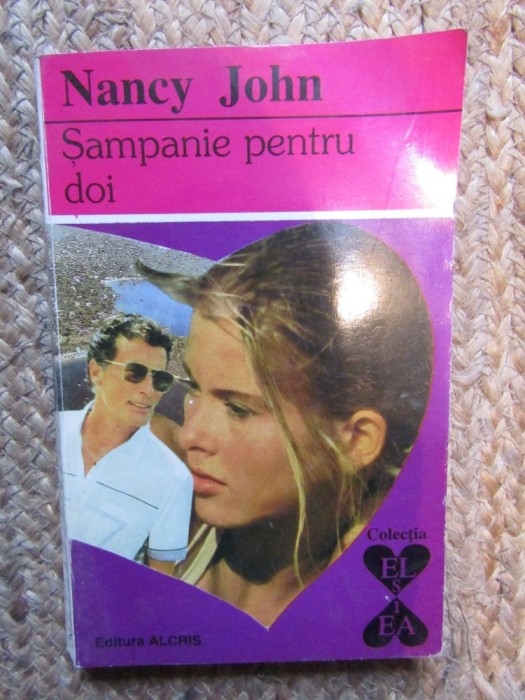 Nancy John
Șampanie pentru
doi
Colecția
EL
ȘI
EA
Editura ALCRIS